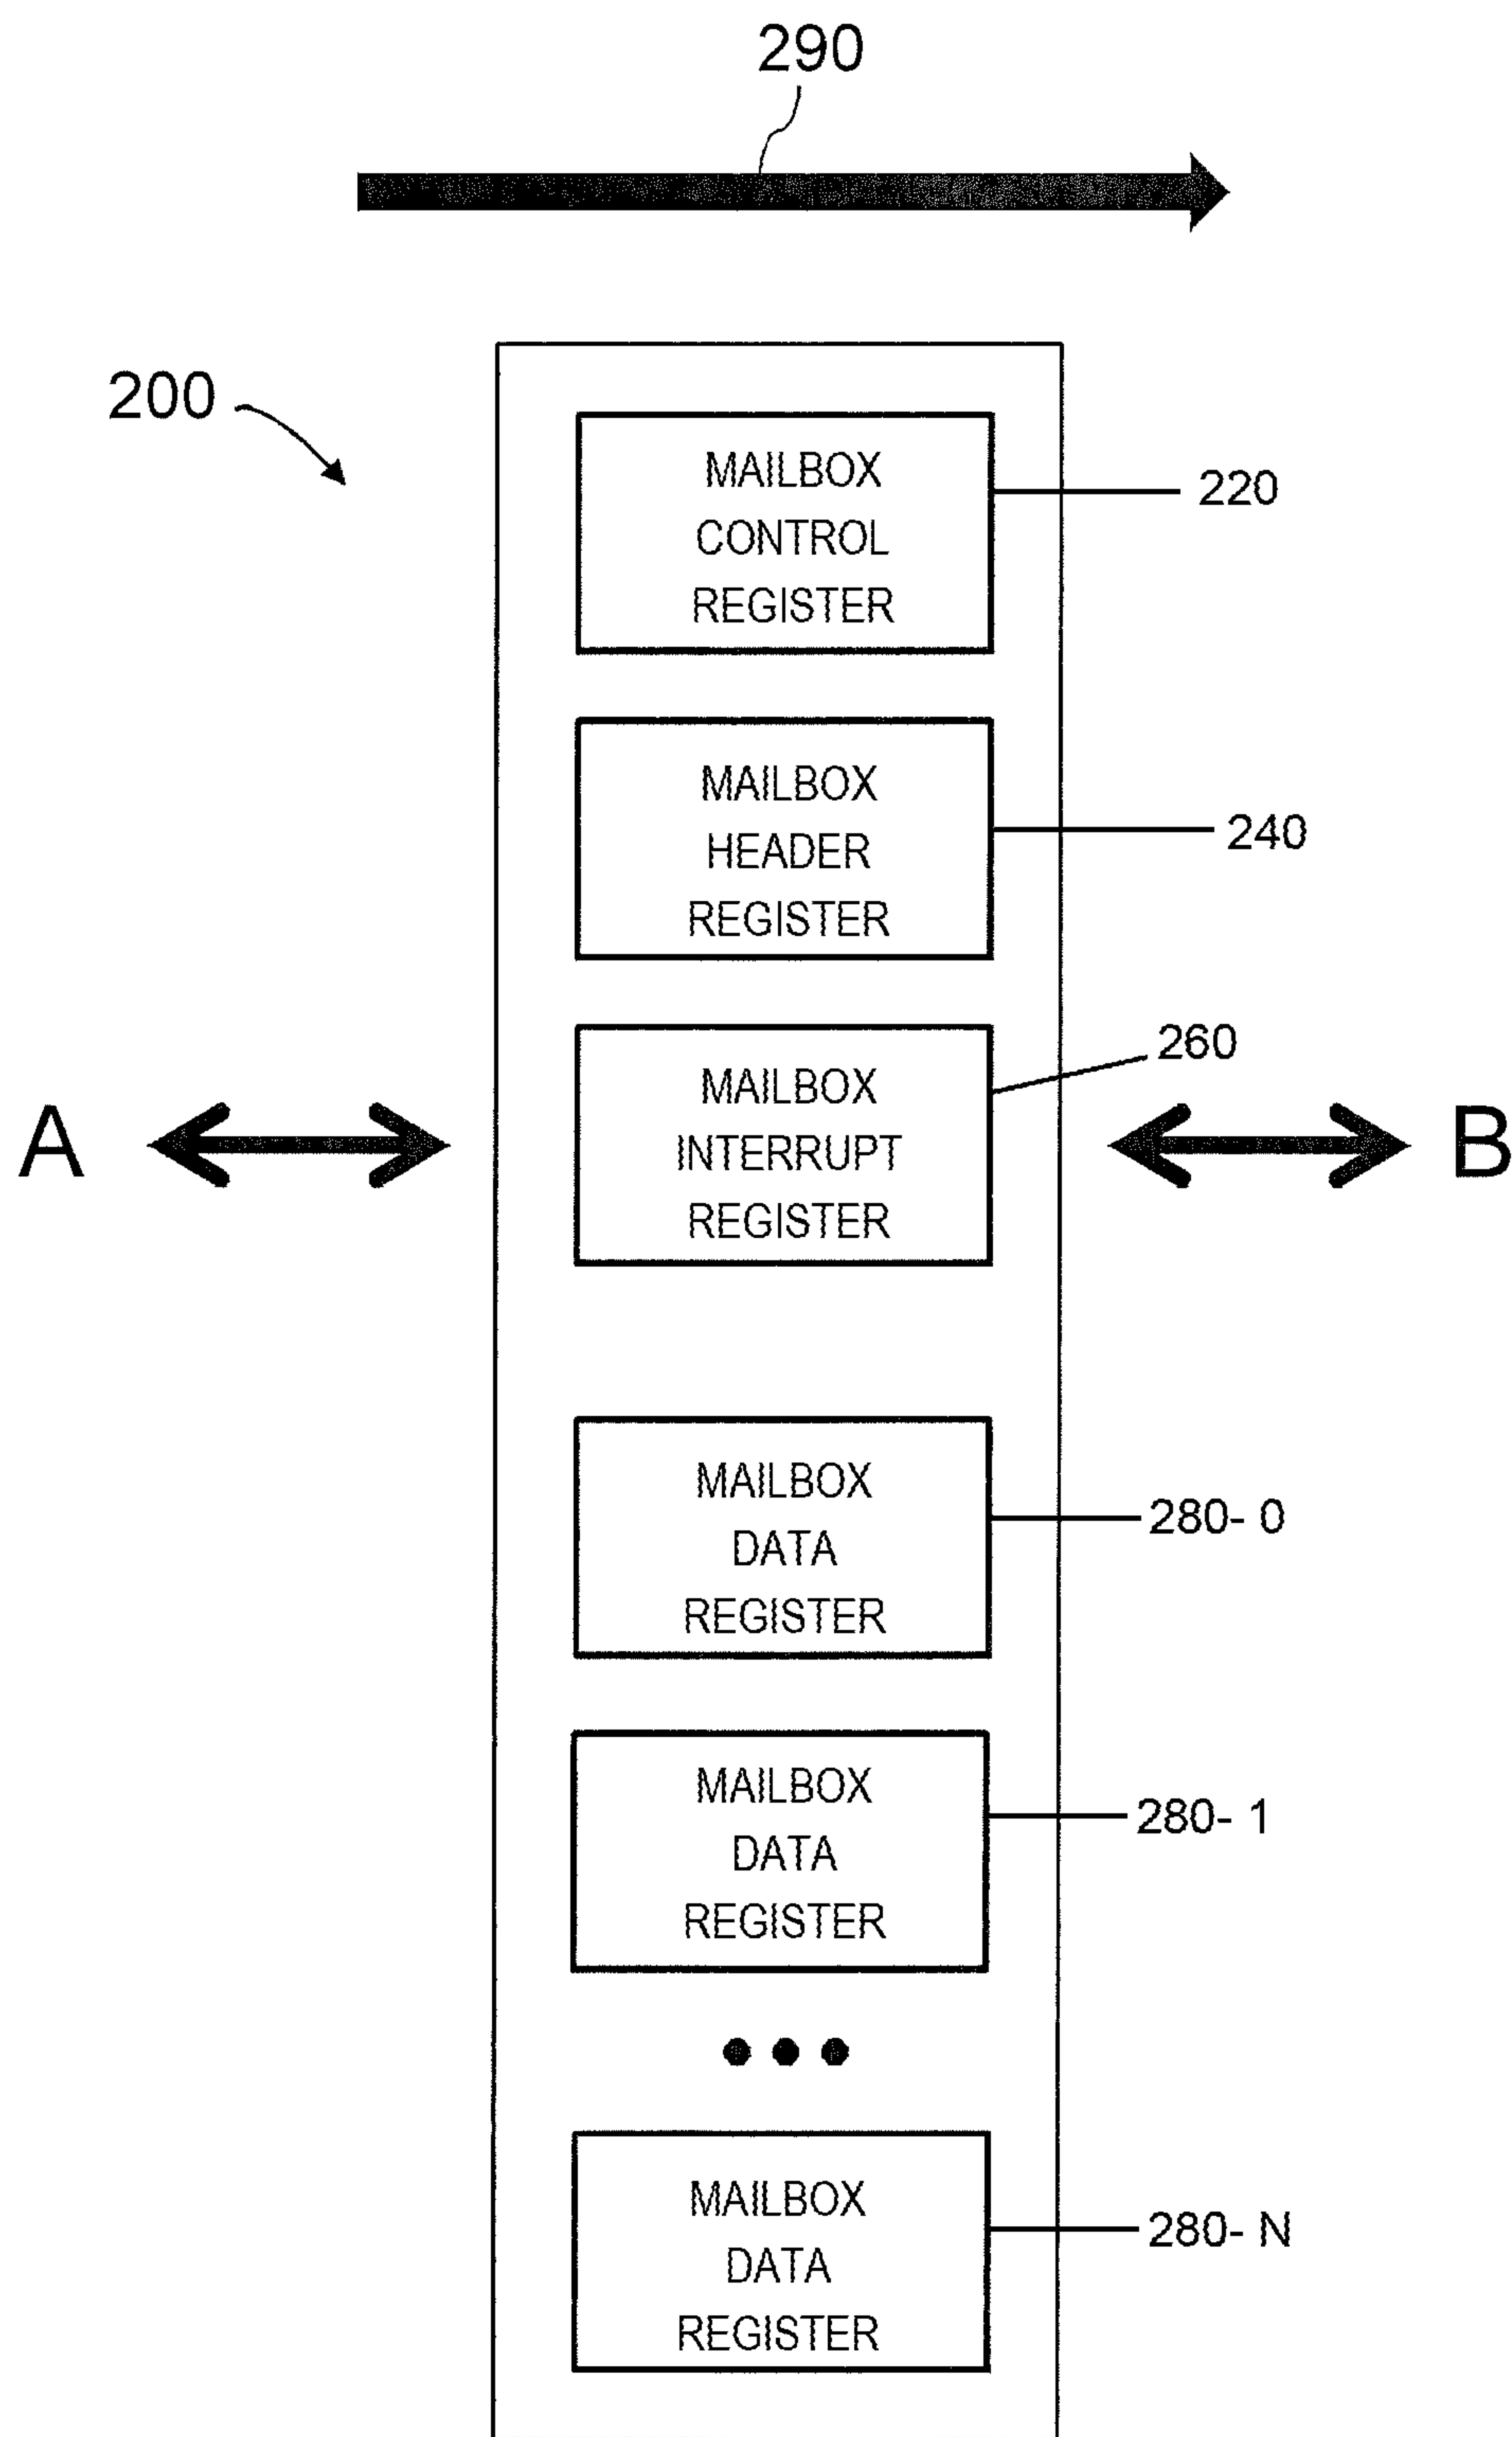 290
200
MAILBOX
CONTROL
REGISTER
220
MAILBOX
HEADER
REGISTER
240
MAILBOX
INTERRUPT
REGISTER
260
A
B
MAILBOX
DATA
REGISTER
280- 0
MAILBOX
DATA
REGISTER
280- 1
MAILBOX
DATA
REGISTER
280- N